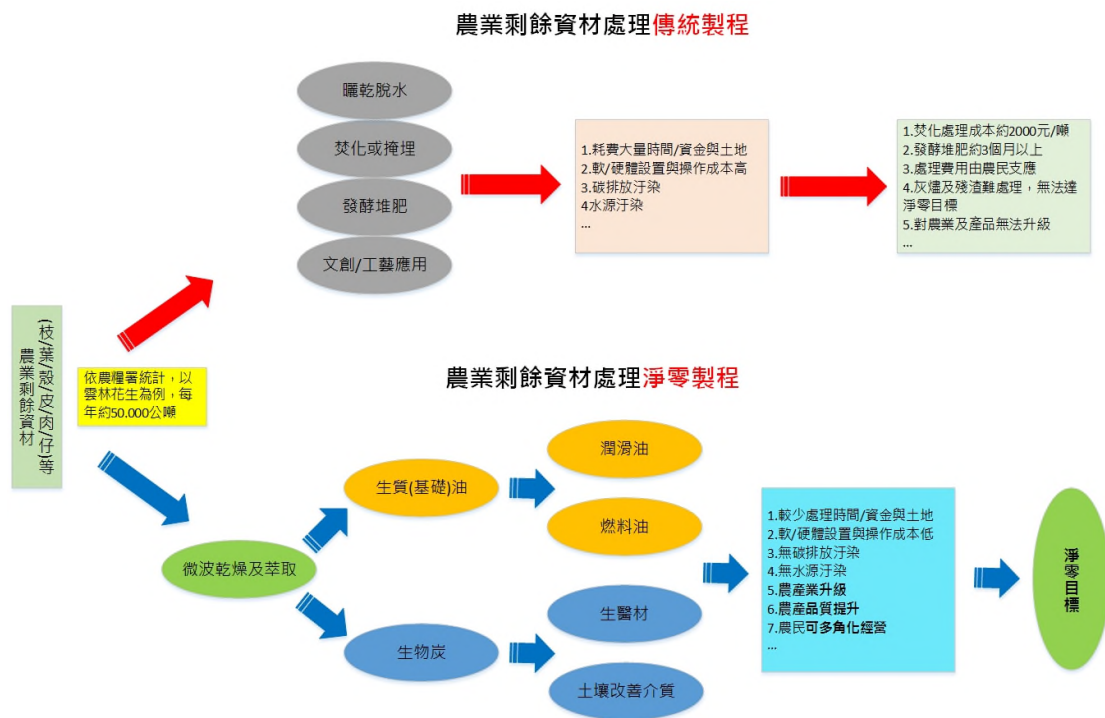 農業剩餘資材處理傳統製程
曬乾脫水
焚化或掩埋
發酵堆肥
文創/工藝應用
1.耗費大量時間/資金與土地
2.軟/硬體設置與操作成本高
3.碳排放汙染
4水源汙染
...
1.焚化處理成本約2000元/噸
2.發酵堆肥約3個月以上
3.處理費用由農民支應
4.灰燼及殘渣難處理，無法達
淨零目標
5.對農業及產品無法升級
...
(枝/葉/殼/皮/肉/仔)等
農業剩餘資材
依農糧署統計，以
雲林花生為例，每
年約50.000公噸
農業剩餘資材處理淨零製程
微波乾燥及萃取
生質(基礎)油
生物炭
潤滑油
燃料油
生醫材
土壤改善介質
1.較少處理時間/資金與土地
2.軟/硬體設置與操作成本低
3.無碳排放汙染
4.無水源汙染
5.農產業升級
6.農產品質提升
7.農民可多角化經營
...
淨零目標